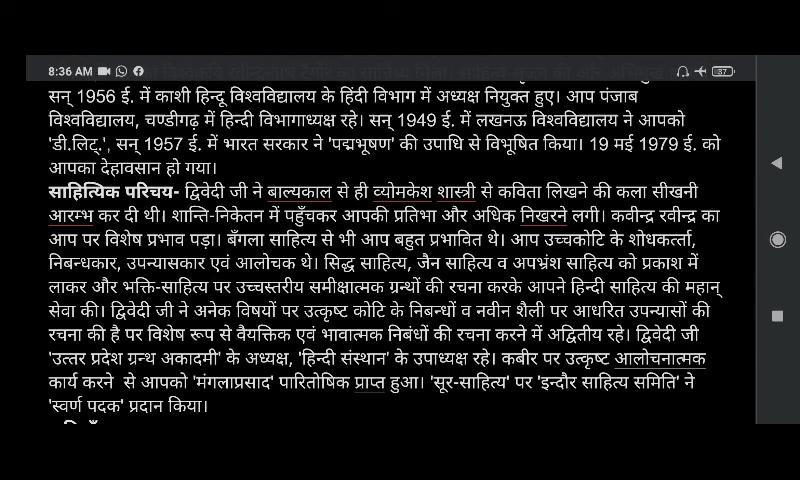 8:36 AM
37
सन् 1956 ई. में काशी हिन्दू विश्वविद्यालय के हिंदी विभाग में अध्यक्ष नियुक्त हुए। आप पंजाब
विश्वविद्यालय, चण्डीगढ़ में हिन्दी विभागाध्यक्ष रहे। सन् 1949 ई. में लखनऊ विश्वविद्यालय ने आपको
'डी.लिट्.', सन् 1957 ई. में भारत सरकार ने 'पद्मभूषण' की उपाधि से विभूषित किया। 19 मई 1979 ई. को
आपका देहावसान हो गया।
साहित्यिक परिचय- द्विवेदी जी ने बाल्यकाल से ही व्योमकेश शास्त्री से कविता लिखने की कला सीखनी
आरम्भ कर दी थी। शान्ति-निकेतन में पहुँचकर आपकी प्रतिभा और अधिक निखरने लगी। कवीन्द्र रवीन्द्र का
आप पर विशेष प्रभाव पड़ा। बँगला साहित्य से भी आप बहुत प्रभावित थे। आप उच्चकोटि के शोधकर्त्ता,
निबन्धकार, उपन्यासकार एवं आलोचक थे। सिद्ध साहित्य, जैन साहित्य व अपभ्रंश साहित्य को प्रकाश में
लाकर और भक्ति-साहित्य पर उच्चस्तरीय समीक्षात्मक ग्रन्थों की रचना करके आपने हिन्दी साहित्य की महान्
सेवा की। द्विवेदी जी ने अनेक विषयों पर उत्कृष्ट कोटि के निबन्धों व नवीन शैली पर आधारित उपन्यासों की
रचना की है पर विशेष रूप से वैयक्तिक एवं भावात्मक निबंधों की रचना करने में अद्वितीय रहे। द्विवेदी जी
'उत्तर प्रदेश ग्रन्थ अकादमी' के अध्यक्ष, 'हिन्दी संस्थान' के उपाध्यक्ष रहे। कबीर पर उत्कृष्ट आलोचनात्मक
कार्य करने से आपको 'मंगलाप्रसाद' पारितोषिक प्राप्त हुआ। 'सूर-साहित्य' पर 'इन्दौर साहित्य समिति' ने
'स्वर्ण पदक' प्रदान किया।